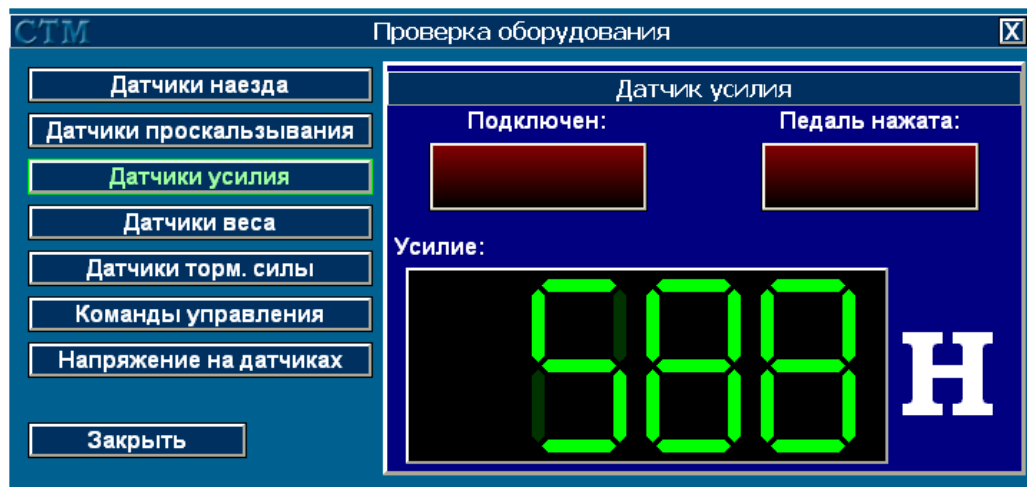 СТМ Проверка оборудования X
Датчики наезда
Датчики проскальзывания
Датчики усилия
Датчики веса
Датчики торм. силы
Команды управления
Напряжение на датчиках
Закрыть
Датчик усилия
Подключен: Педаль нажата:
Усилие:
588 Н